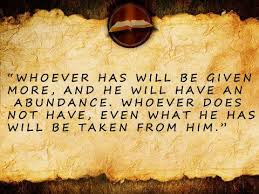 “WHOEVER HAS WILL BE GIVEN
MORE, AND HE WILL HAVE AN
ABUNDANCE. WHOEVER DOES
NOT HAVE, EVEN WHAT HE HAS
WILL BE TAKEN FROM HIM.”